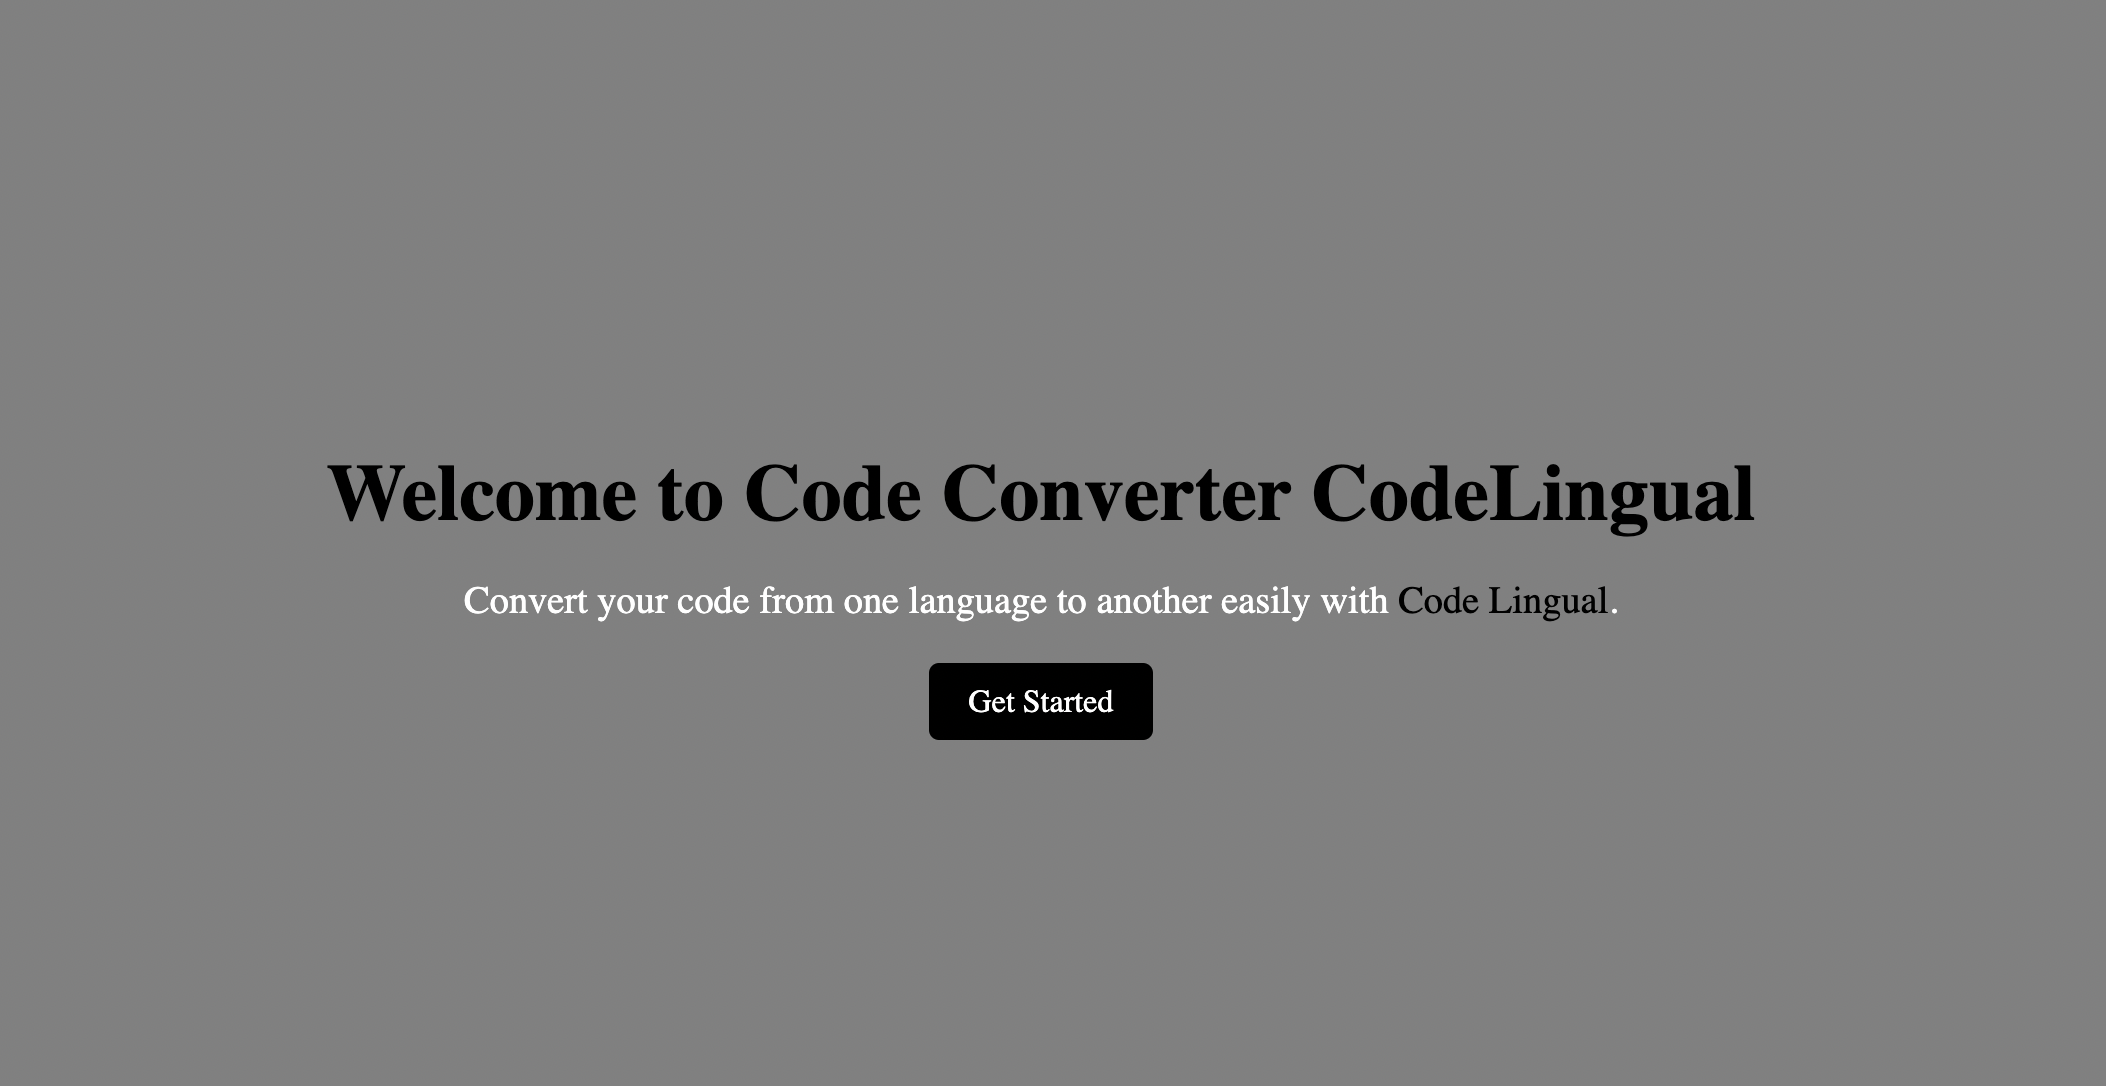 Welcome to Code Converter CodeLingual
Convert your code from one language to another easily with Code Lingual.
Get Started